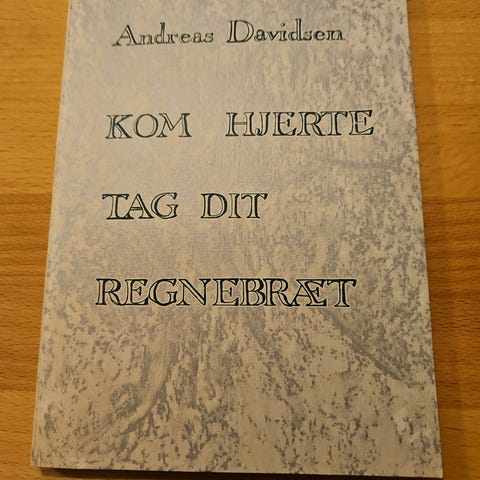 Andreas Davidsen
KOM HJERTE
TAG DIT
REGNEBRÆT